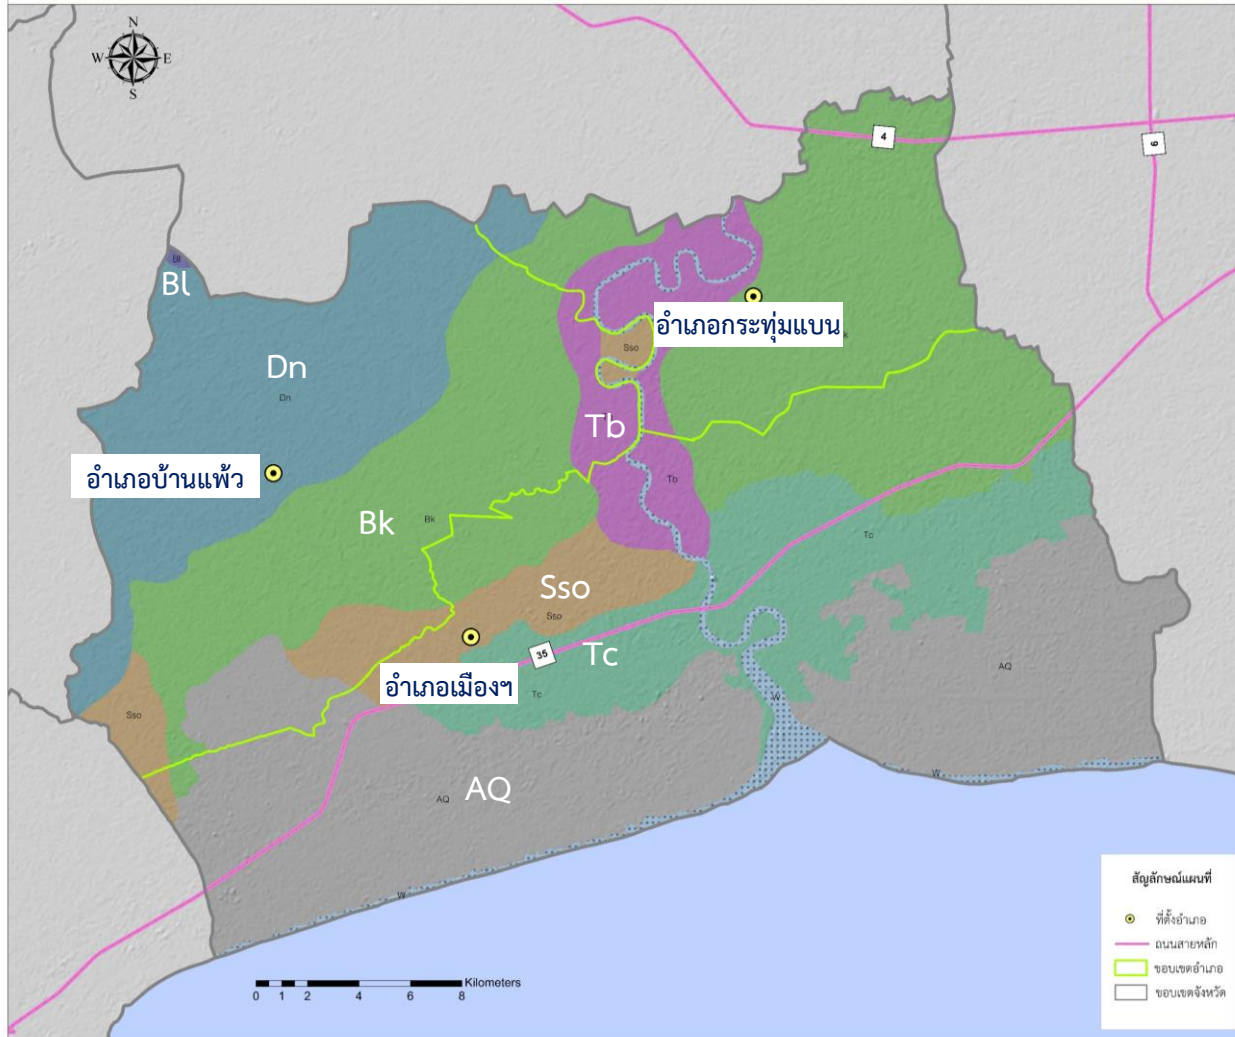 N
W
E
S
4
9
Bl
Bl
อำเภอกระทุ่มแบน
Sso
k
Dn
Dn
Tb
อำเภอบ้านแพ้ว
Tb
Bk
Bk
Tc
Sso
Sso
35
Tc
AQ
อำเภอเมืองฯ
Tc
W
Sso
AQ
AQ
W
W
สัญลักษณ์แผนที่
ที่ตั้งอำเภอ
ถนนสายหลัก
ขอบเขตอำเภอ
ขอบเขตจังหวัด
Kilometers
0 1 2 4 6 8